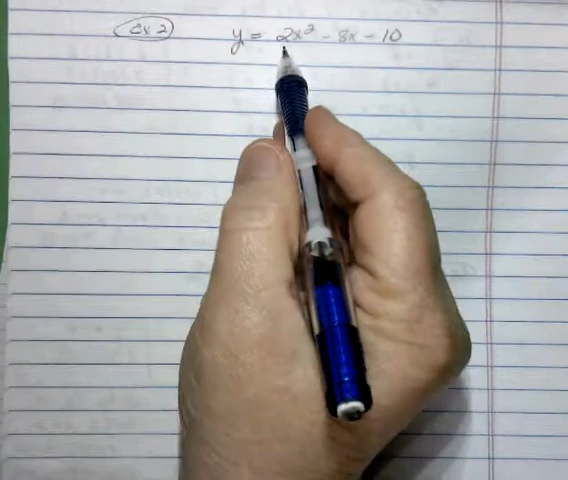 ex 2 y = 2x² - 8x - 10